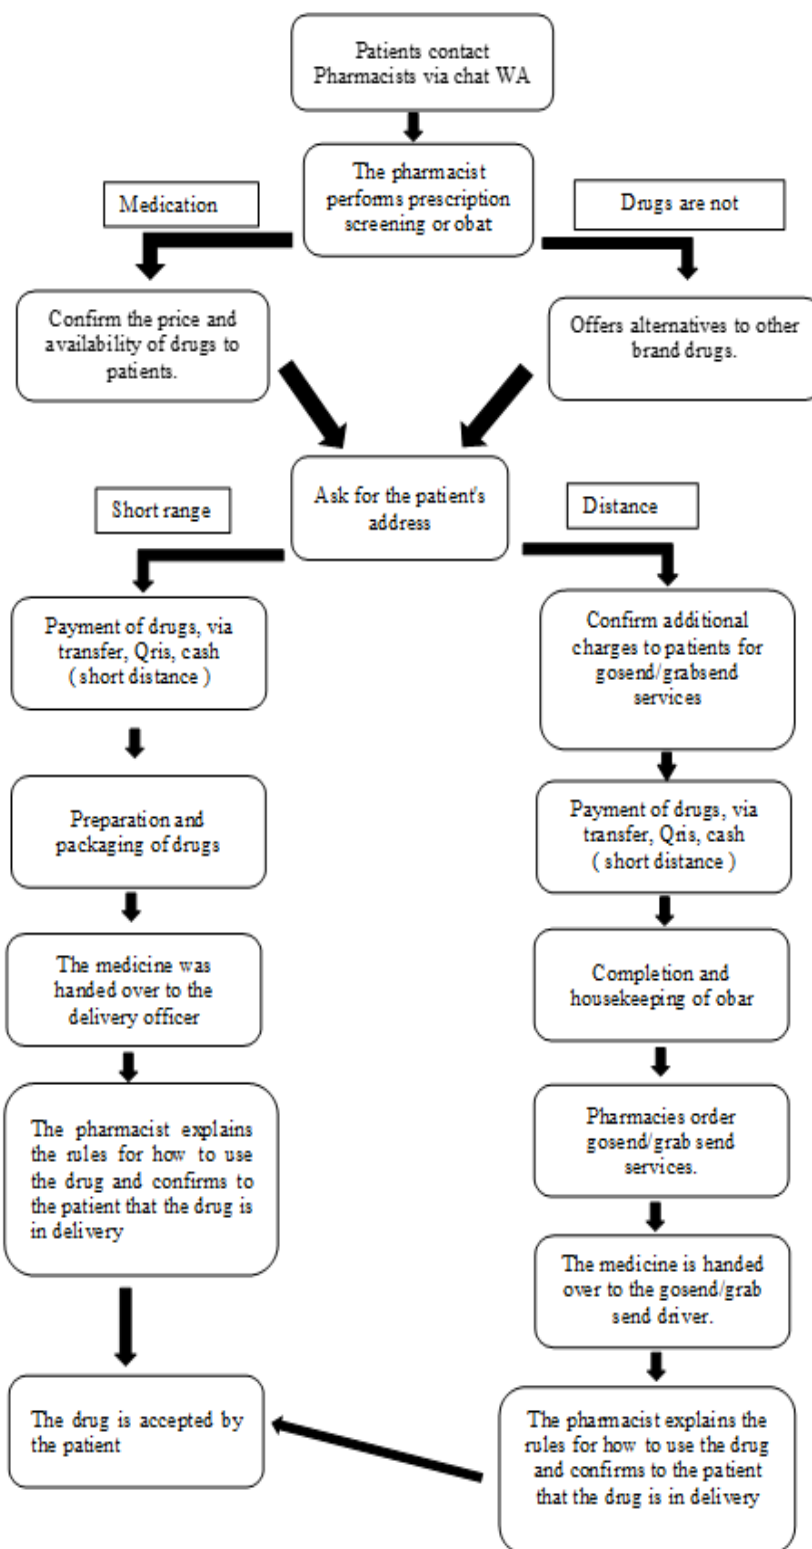 Patients contact
Pharmacists via chat WA
The pharmacist
performs prescription
screening or obat
Medication
Drugs are not
Confirm the price and
availability of drugs to
patients.
Offers alternatives to other
brand drugs.
Ask for the patient's
address
Short range
Distance
Payment of drugs, via
transfer, Qris, cash
( short distance )
Confirm additional
charges to patients for
gosend/grabsend
services
Preparation and
packaging of drugs
Payment of drugs, via
transfer, Qris, cash
( short distance )
The medicine was
handed over to the
delivery officer
Completion and
housekeeping of obar
The pharmacist explains
the rules for how to use
the drug and confirms to
the patient that the drug is
in delivery
Pharmacies order
gosend/grab send
services.
The medicine is handed
over to the gosend/grab
send driver.
The drug is accepted by
the patient
The pharmacist explains the
rules for how to use the drug
and confirms to the patient
that the drug is in delivery